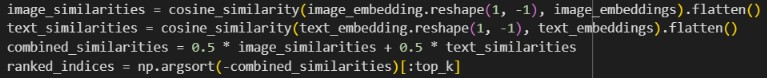 image_similarities = cosine_similarity(image_embedding.reshape(1, -1), image_embeddings).flatten()
text_similarities = cosine_similarity(text_embedding.reshape(1, -1), text_embeddings).flatten()
combined_similarities = 0.5 * image_similarities + 0.5 * text_similarities
ranked_indices = np.argsort(-combined_similarities)[:top_k]